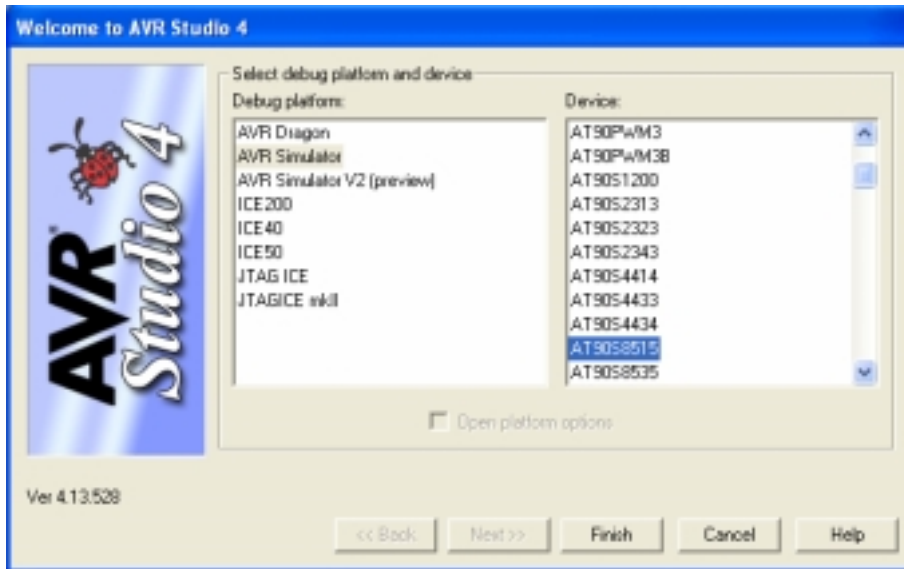 Welcome to AVR Studio 4
AVR Studio 4
Select debug platform and device
Debug platform:
AVR Dragon
AVR Simulator
AVR Simulator V2 (preview)
ICE200
ICE40
ICE50
JTAG ICE
JTAGICE mkII
Device:
AT90PWM3
AT90PWM3B
AT90S1200
AT90S2313
AT90S2323
AT90S2343
AT90S4414
AT90S4433
AT90S4434
AT90S8515
AT90S8535
Open platform options
Ver 4.13.528
<< Back
Next >>
Finish
Cancel
Help